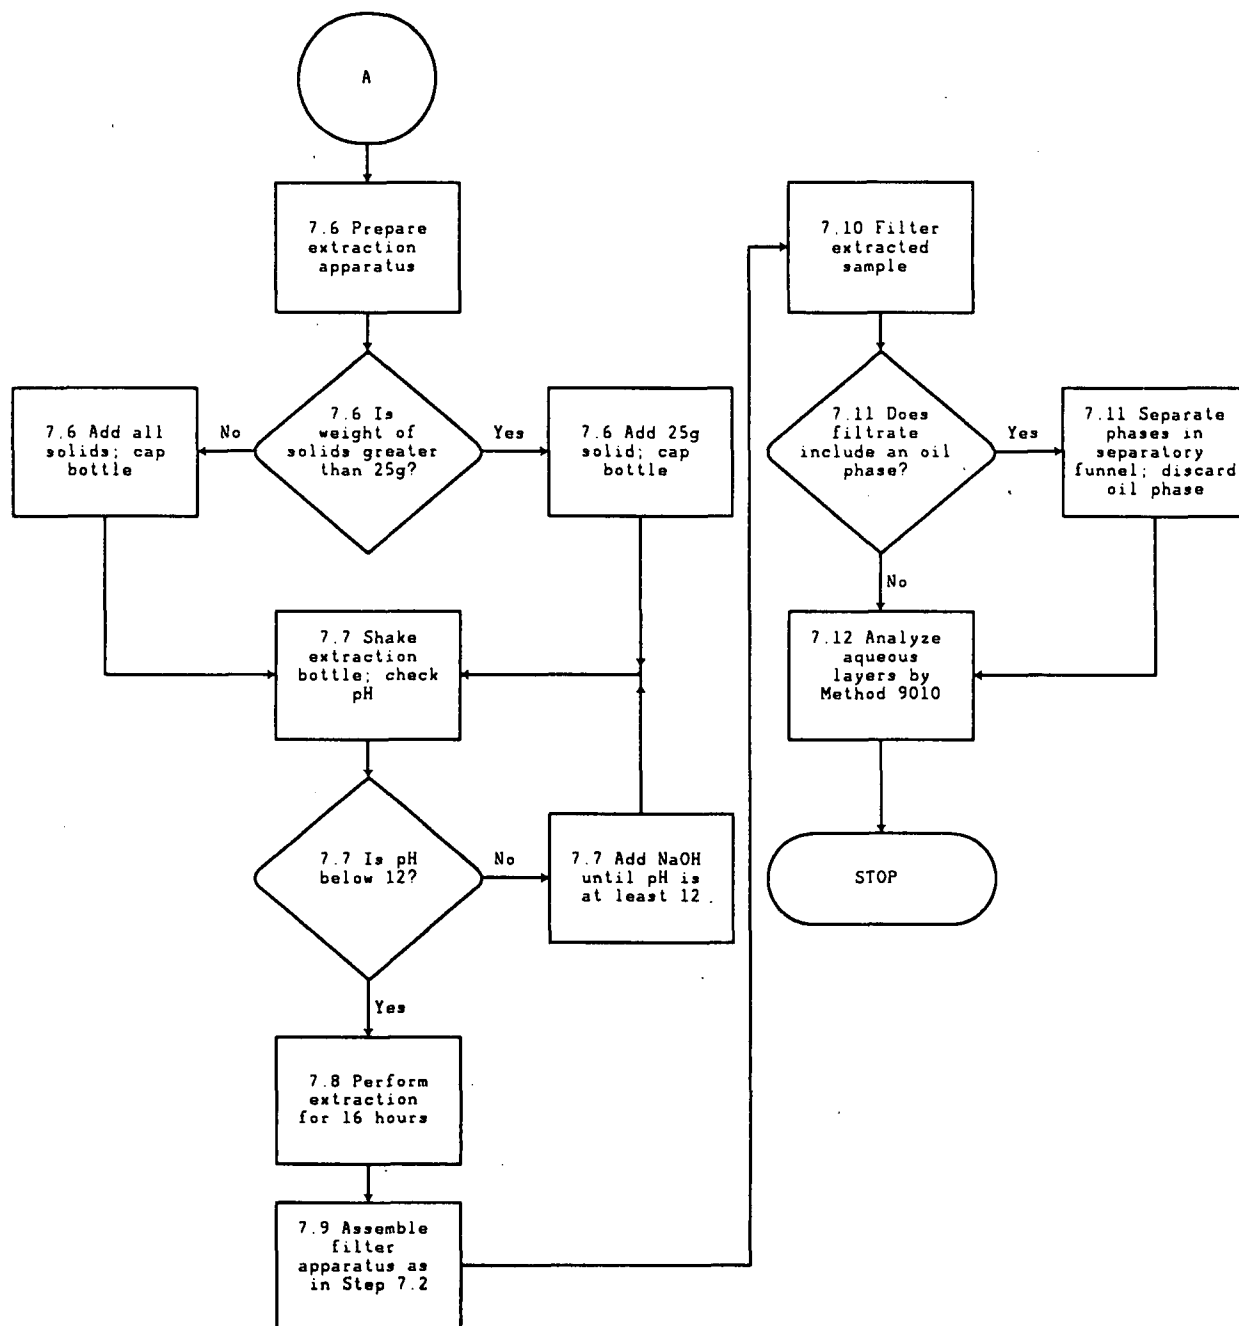 A
7.6 Prepare
extraction
apparatus
7.6 Is
weight of
solids greater
than 25g?
No
Yes
7.6 Add all
solids; cap
bottle
7.6 Add 25g
solid; cap
bottle
7.7 Shake
extraction
bottle; check
pH
7.7 Is pH
below 12?
No
7.7 Add NaOH
until pH is
at least 12
Yes
7.8 Perform
extraction
for 16 hours
7.9 Assemble
filter
apparatus as
in Step 7.2
7.10 Filter
extracted
sample
7.11 Does
filtrate
include an oil
phase?
Yes
7.11 Separate
phases in
separatory
funnel; discard
oil phase
No
7.12 Analyze
aqueous
layers by
Method 9010
STOP